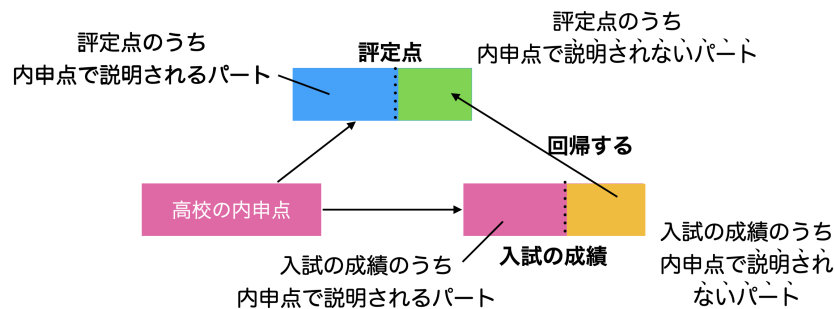 評定点のうち
内申点で説明されるパート
評定点
評定点のうち
内申点で説明されないパート
回帰する
高校の内申点
入試の成績のうち
内申点で説明されるパート
入試の成績
入試の成績のうち
内申点で説明され
ないパート